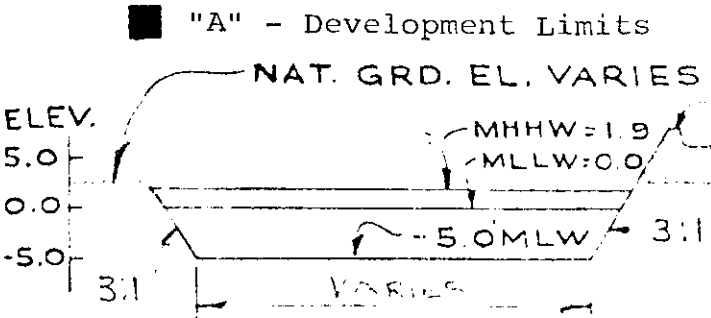 "A" - Development Limits
NAT. GRD. EL. VARIES
ELEV.
MHHW=1.9
5.0
MLLW=0.0
0.0
-5.0 MLW
3:1
-5.0
3:1
VARIES